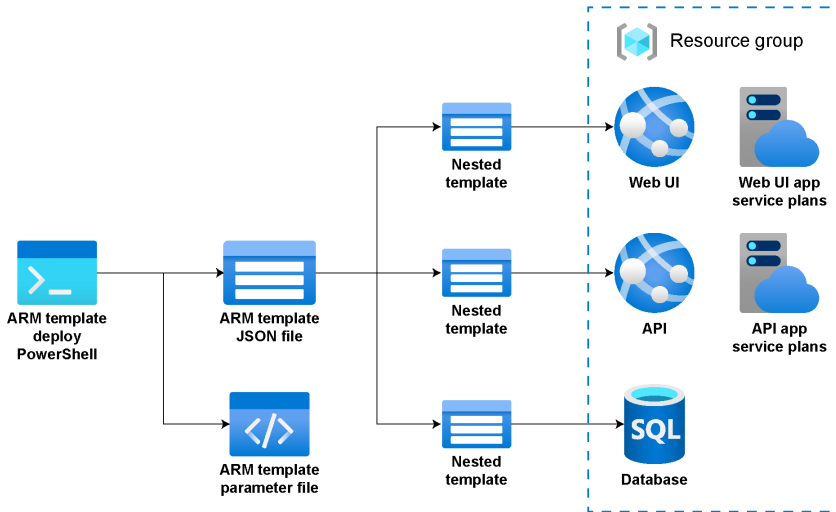 Resource group
Nested
template
Web UI
Web UI app
service plans
ARM template
deploy
PowerShell
ARM template
JSON file
Nested
template
API
API app
service plans
ARM template
parameter file
Nested
template
SQL
Database